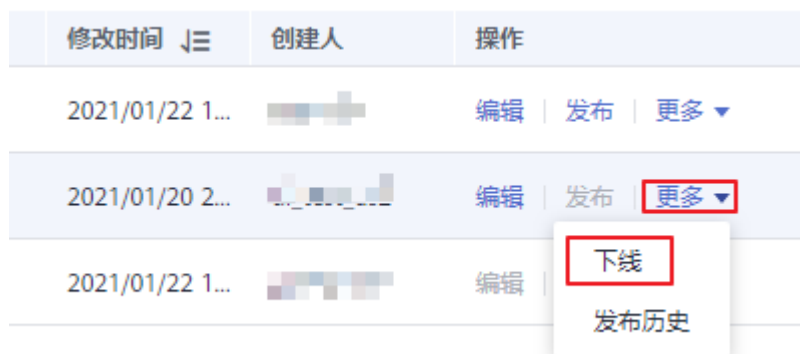 修改时间 创建人 操作
2021/01/22 1... 编辑 发布 更多
2021/01/20 2... 编辑 发布 更多
下线
2021/01/22 1... 编辑
发布历史